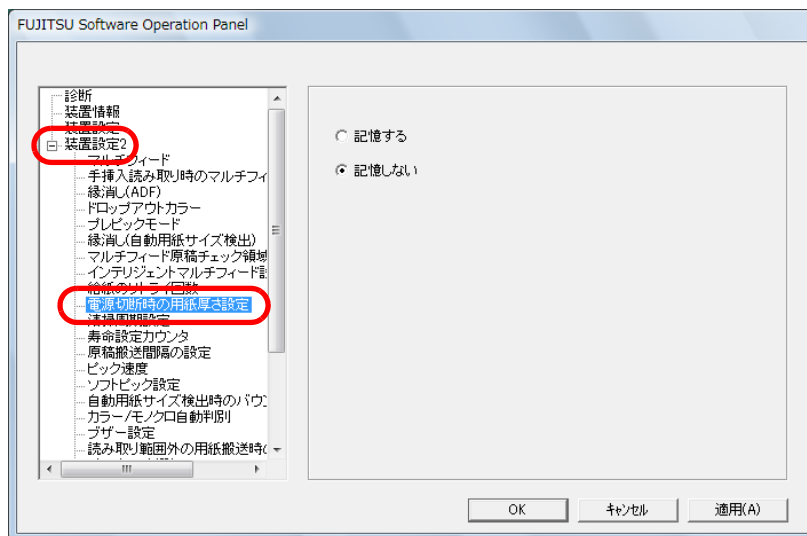 FUJITSU Software Operation Panel
診断
装置情報
装置設定
装置設定2
マルチフィード
手挿入読み取り時のマルチフィ
縁消し(ADF)
ドロップアウトカラー
プレピックモード
縁消し(自動用紙サイズ検出)
マルチフィード原稿チェック領域
インテリジェントマルチフィード
給紙のリトライ回数
電源切断時の用紙厚さ設定
清掃周期設定
寿命設定カウンタ
原稿搬送間隔の設定
ピック速度
ソフトピック設定
自動用紙サイズ検出時のバウン
カラー/モノクロ自動判別
ブザー設定
読み取り範囲外の用紙搬送時の
記憶する
記憶しない
OK
キャンセル
適用(A)